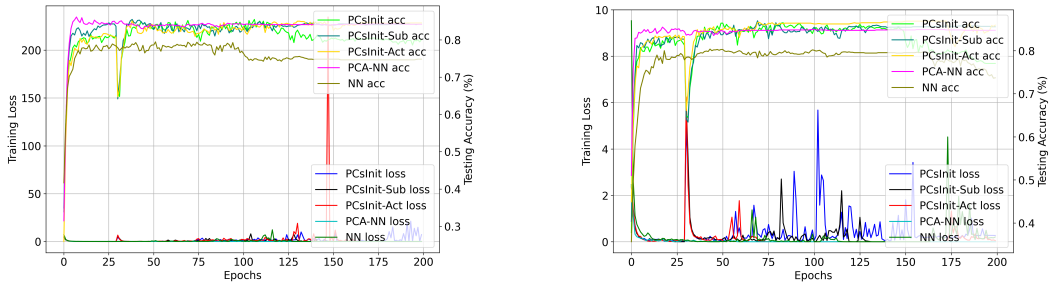 Training Loss
250
200
150
100
50
0
0 25 50 75 100 125 150 175 200
Epochs
0.8
0.7
0.6
0.5
0.4
0.3
Testing Accuracy (%)
PCsInit acc
PCsInit-Sub acc
PCsInit-Act acc
PCA-NN acc
NN acc
PCsInit loss
PCsInit-Sub loss
PCsInit-Act loss
PCA-NN loss
NN loss
Training Loss
10
8
6
4
2
0
0 25 50 75 100 125 150 175 200
Epochs
0.8
0.7
0.6
0.5
0.4
Testing Accuracy (%)
PCsInit acc
PCsInit-Sub acc
PCsInit-Act acc
PCA-NN acc
NN acc
PCsInit loss
PCsInit-Sub loss
PCsInit-Act loss
PCA-NN loss
NN loss